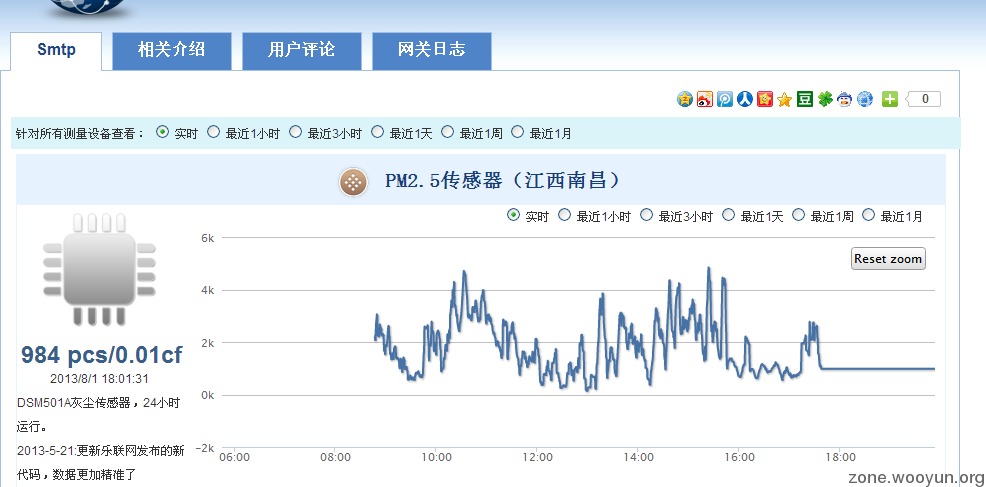 Smtp 相关介绍 用户评论 网关日志
0
针对所有测量设备查看： 实时 最近1小时 最近3小时 最近1天 最近1周 最近1月
PM2.5传感器（江西南昌）
实时 最近1小时 最近3小时 最近1天 最近1周 最近1月
Reset zoom
6k
4k
2k
0k
-2k
06:00 08:00 10:00 12:00 14:00 16:00 18:00
984 pcs/0.01cf
2013/8/1 18:01:31
DSM501A灰尘传感器，24小时
运行。
2013-5-21:更新乐联网发布的新
代码，数据更加精准了
zone.wooyun.org